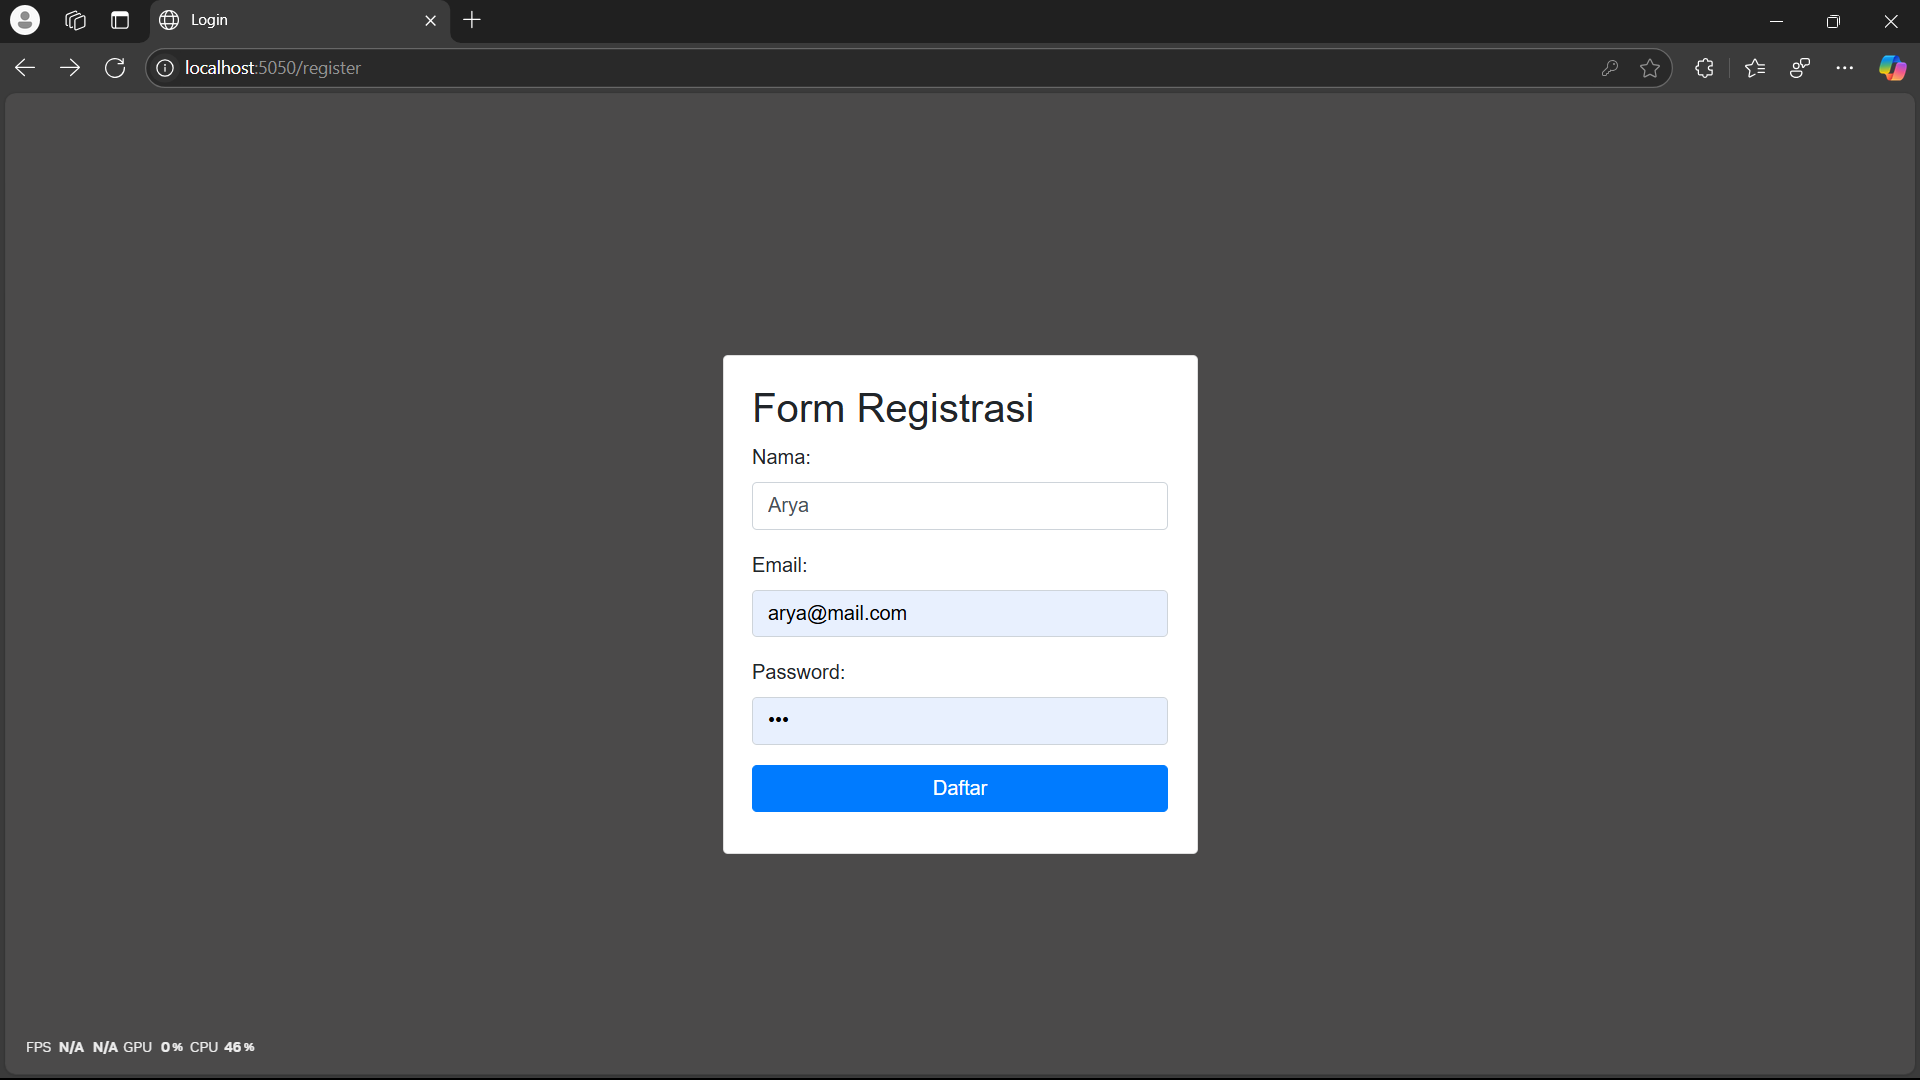 Login
localhost:5050/register
Form Registrasi
Nama:
Arya
Email:
arya@mail.com
Password:
•••
Daftar
FPS N/A N/A GPU 0% CPU 46%